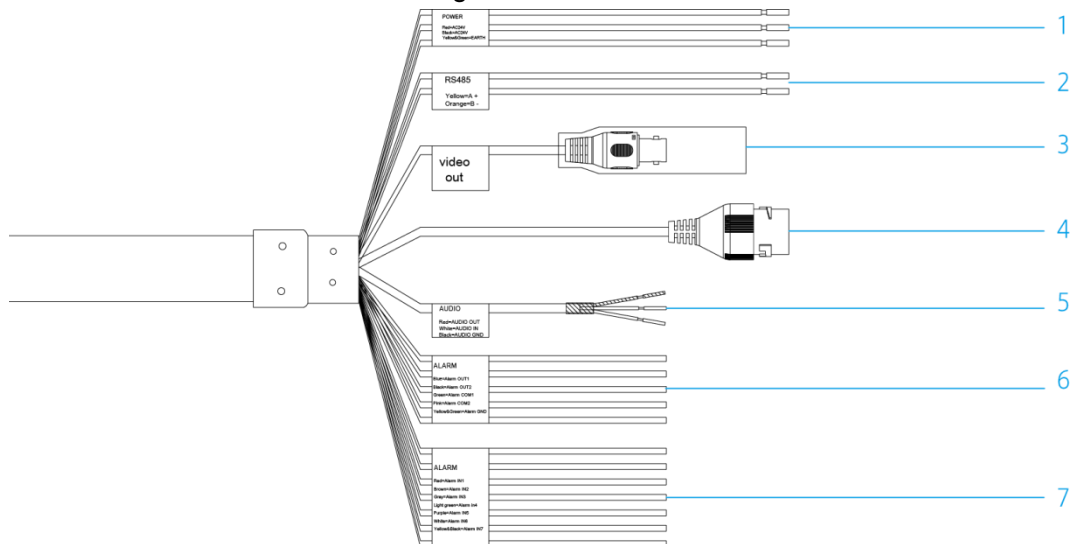 POWER
Red=AC24V
Black=AC24V
Yellow&Green=EARTH
1
RS485
Yellow=A +
Orange=B -
2
video
out
3
4
AUDIO
Red=AUDIO OUT
White=AUDIO IN
Black=AUDIO GND
5
ALARM
Blue=Alarm OUT1
Black=Alarm OUT2
Green=Alarm COM1
Pink=Alarm COM2
Yellow&Green=Alarm GND
6
ALARM
Red=Alarm IN1
Brown=Alarm IN2
Gray=Alarm IN3
Light green=Alarm In4
Purple=Alarm IN5
White=Alarm IN6
Yellow&Black=Alarm IN7
7